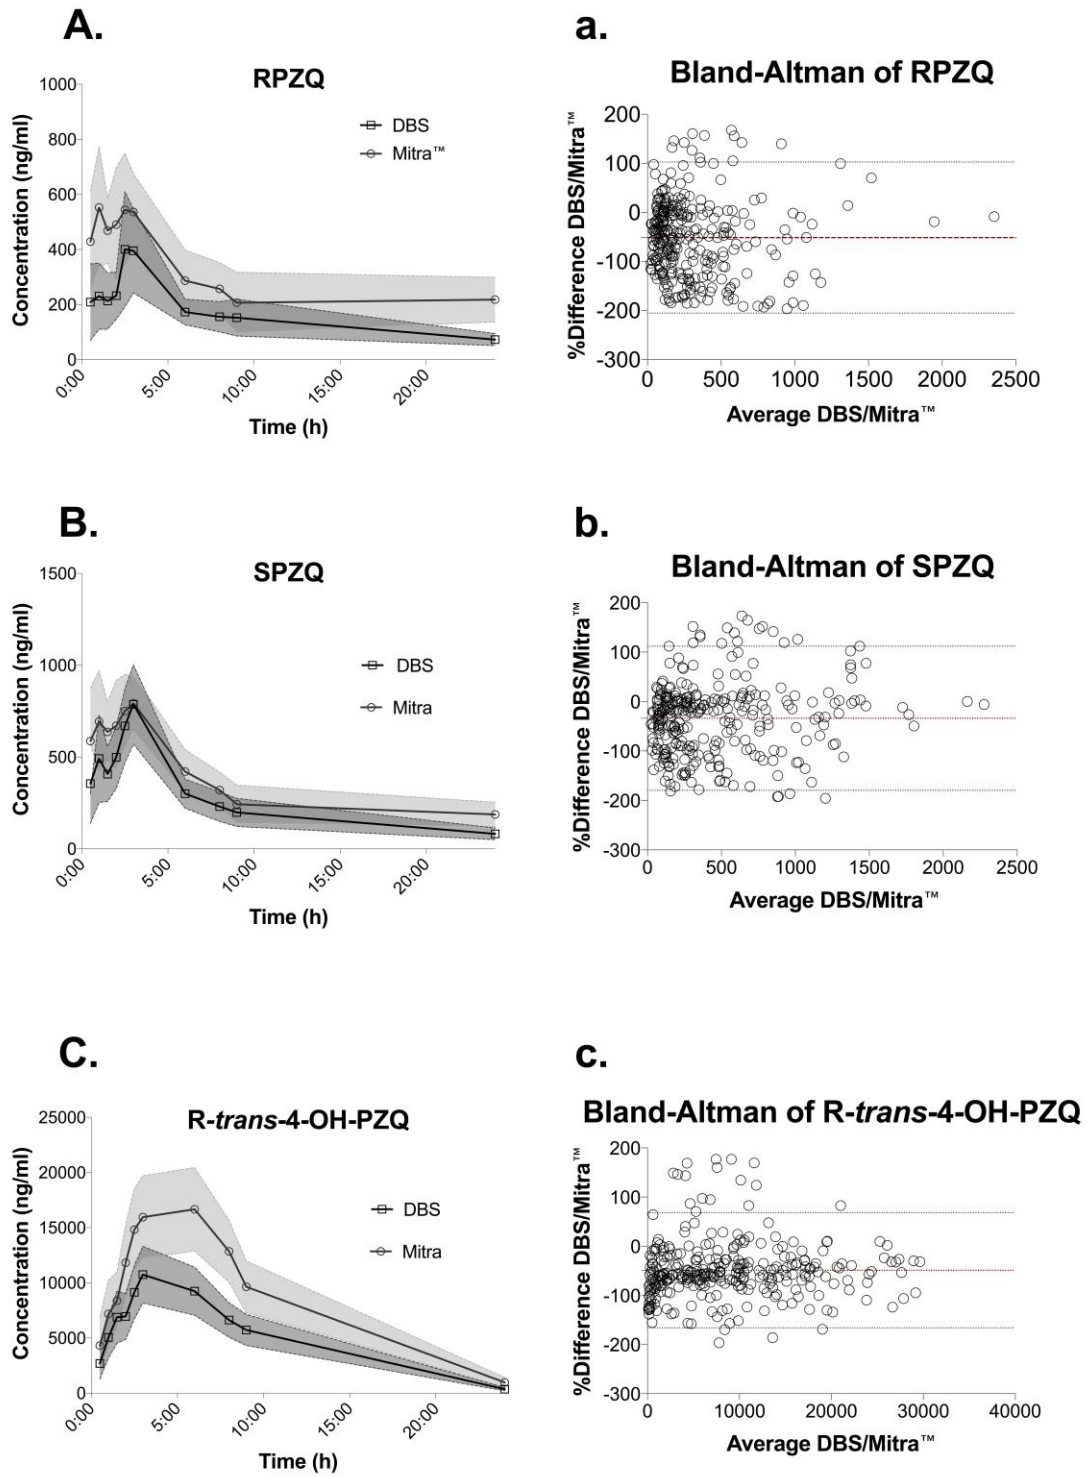 A.
RPZQ
1000
800
600
400
200
0
Concentration (ng/ml)
DBS
Mitra™
0:00
5:00
10:00
15:00
20:00
Time (h)
a.
Bland-Altman of RPZQ
200
100
0
-100
-200
-300
%Difference DBS/Mitra™
0
500
1000
1500
2000
2500
Average DBS/Mitra™
B.
SPZQ
1500
1000
500
0
Concentration (ng/ml)
DBS
Mitra
0:00
5:00
10:00
15:00
20:00
Time (h)
b.
Bland-Altman of SPZQ
200
100
0
-100
-200
-300
%Difference DBS/Mitra™
0
500
1000
1500
2000
2500
Average DBS/Mitra™
C.
R-trans-4-OH-PZQ
25000
20000
15000
10000
5000
0
Concentration (ng/ml)
DBS
Mitra
0:00
5:00
10:00
15:00
20:00
Time (h)
c.
Bland-Altman of R-trans-4-OH-PZQ
200
100
0
-100
-200
-300
%Difference DBS/Mitra™
0
10000
20000
30000
40000
Average DBS/Mitra™